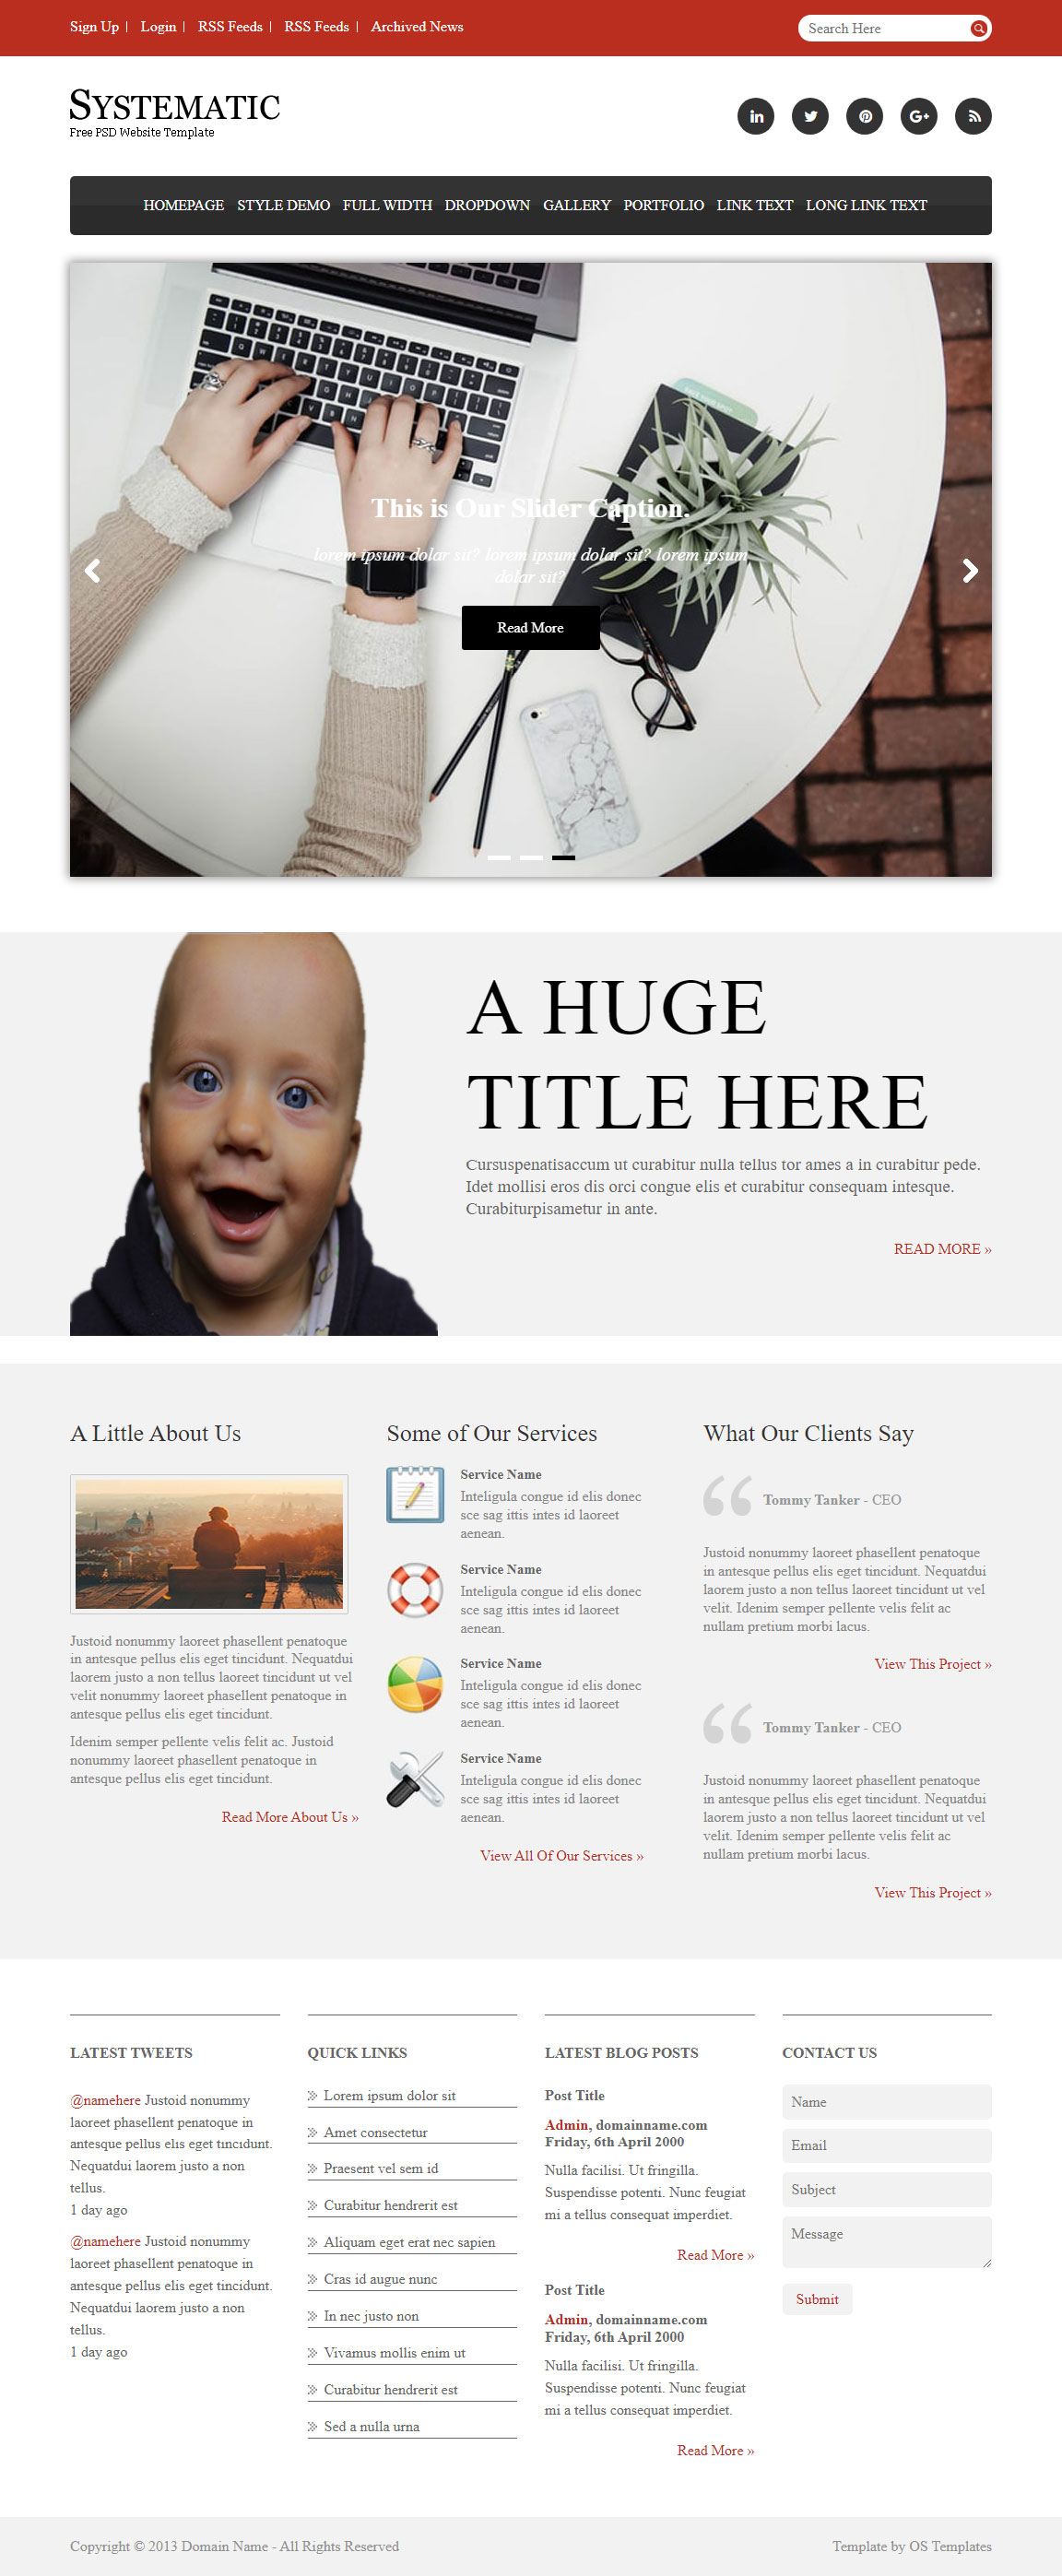 Sign Up | Login | RSS Feeds | RSS Feeds | Archived News
Search Here
SYSTEMATIC
Free PSD Website Template
HOMEPAGE STYLE DEMO FULL WIDTH DROPDOWN GALLERY PORTFOLIO LINK TEXT LONG LINK TEXT
This is Our Slider Caption.
lorem ipsum dolar sit? lorem ipsum dolar sit? lorem ipsum
dolar sit?
Read More
A HUGE
TITLE HERE
Cursuspenatisaccum ut curabitur nulla tellus tor ames a in curabitur pede.
Idet mollisi eros dis orci congue elis et curabitur consequam intesque.
Curabiturpisametur in ante.
READ MORE »
A Little About Us
Justoid nonummy laoreet phasellent penatoque
in antesque pellus elis eget tincidunt. Nequatdui
laorem justo a non tellus laoreet tincidunt ut vel
velit nonummy laoreet phasellent penatoque in
antesque pellus elis eget tincidunt.
Idenim semper pellente velis felit ac. Justoid
nonummy laoreet phasellent penatoque in
antesque pellus elis eget tincidunt.
Read More About Us »
Some of Our Services
Service Name
Inteligula congue id elis donec
sce sag ittis intes id laoreet
aenean.
Service Name
Inteligula congue id elis donec
sce sag ittis intes id laoreet
aenean.
Service Name
Inteligula congue id elis donec
sce sag ittis intes id laoreet
aenean.
Service Name
Inteligula congue id elis donec
sce sag ittis intes id laoreet
aenean.
View All Of Our Services »
What Our Clients Say
Tommy Tanker - CEO
Justoid nonummy laoreet phasellent penatoque
in antesque pellus elis eget tincidunt. Nequatdui
laorem justo a non tellus laoreet tincidunt ut vel
velit. Idenim semper pellente velis felit ac
nullam pretium morbi lacus.
View This Project »
Tommy Tanker - CEO
Justoid nonummy laoreet phasellent penatoque
in antesque pellus elis eget tincidunt. Nequatdui
laorem justo a non tellus laoreet tincidunt ut vel
velit. Idenim semper pellente velis felit ac
nullam pretium morbi lacus.
View This Project »
LATEST TWEETS
@namehere Justoid nonummy
laoreet phasellent penatoque in
antesque pellus elis eget tincidunt.
Nequatdui laorem justo a non
tellus.
1 day ago
@namehere Justoid nonummy
laoreet phasellent penatoque in
antesque pellus elis eget tincidunt.
Nequatdui laorem justo a non
tellus.
1 day ago
QUICK LINKS
Lorem ipsum dolor sit
Amet consectetur
Praesent vel sem id
Curabitur hendrerit est
Aliquam eget erat nec sapien
Cras id augue nunc
In nec justo non
Vivamus mollis enim ut
Curabitur hendrerit est
Sed a nulla urna
LATEST BLOG POSTS
Post Title
Admin, domainname.com
Friday, 6th April 2000
Nulla facilisi. Ut fringilla.
Suspendisse potenti. Nunc feugiat
mi a tellus consequat imperdiet.
Read More »
Post Title
Admin, domainname.com
Friday, 6th April 2000
Nulla facilisi. Ut fringilla.
Suspendisse potenti. Nunc feugiat
mi a tellus consequat imperdiet.
Read More »
CONTACT US
Name
Email
Subject
Message
Submit
Copyright © 2013 Domain Name - All Rights Reserved
Template by OS Templates